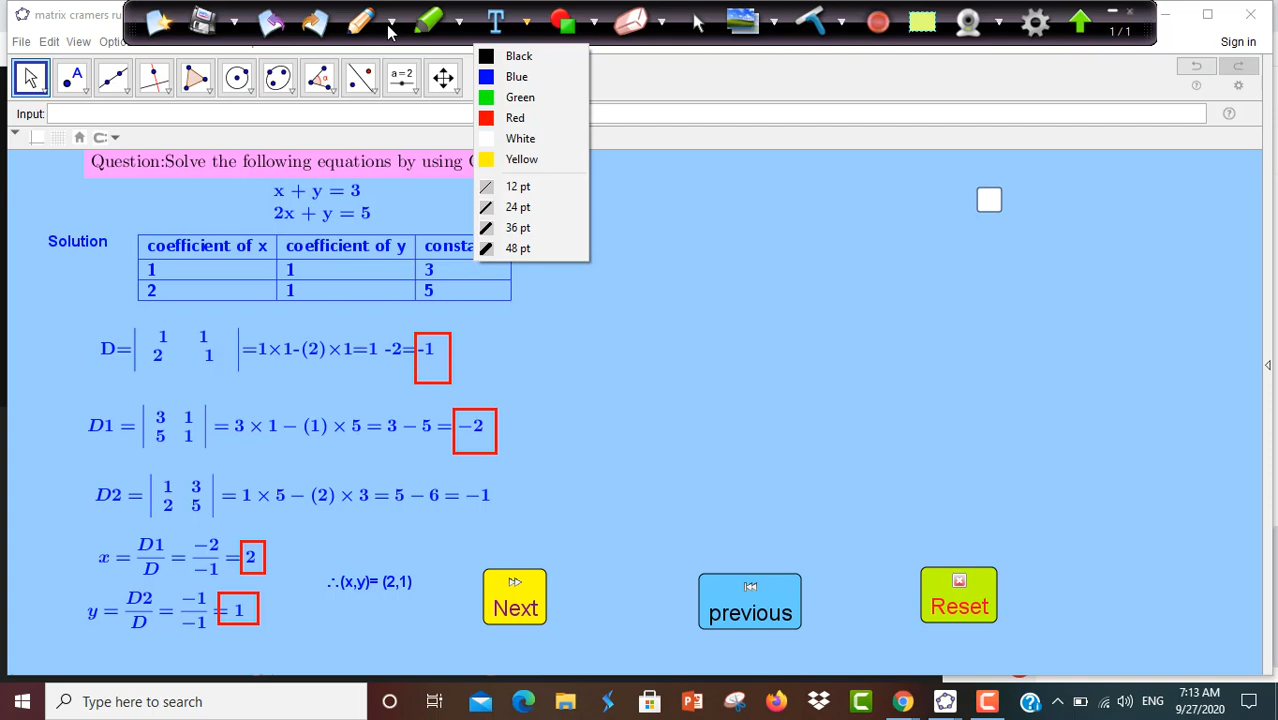 matrix cramers ru
1/1
File
Edit
Sign in
Black
Blue
Green
Red
White
Yellow
12 pt
24 pt
36 pt
48 pt
a=2
Input:
Question:Solve the following equations by using
x + y = 3
2x + y = 5
Solution
coefficient of x coefficient of y consta
1 1 3
2 1 5
D=| 1 1 |
| 2 1 | =1×1-(2)×1=1 -2=-1
D1 = | 3 1 |
| 5 1 | = 3 × 1 − (1) × 5 = 3 − 5 = −2
D2 = | 1 3 |
| 2 5 | = 1 × 5 − (2) × 3 = 5 − 6 = −1
x = D1/D = −2/−1 = 2
∴(x,y)= (2,1)
y = D2/D = −1/−1 = 1
Next
previous
Reset
Type here to search
ENG
7:13 AM
9/27/2020